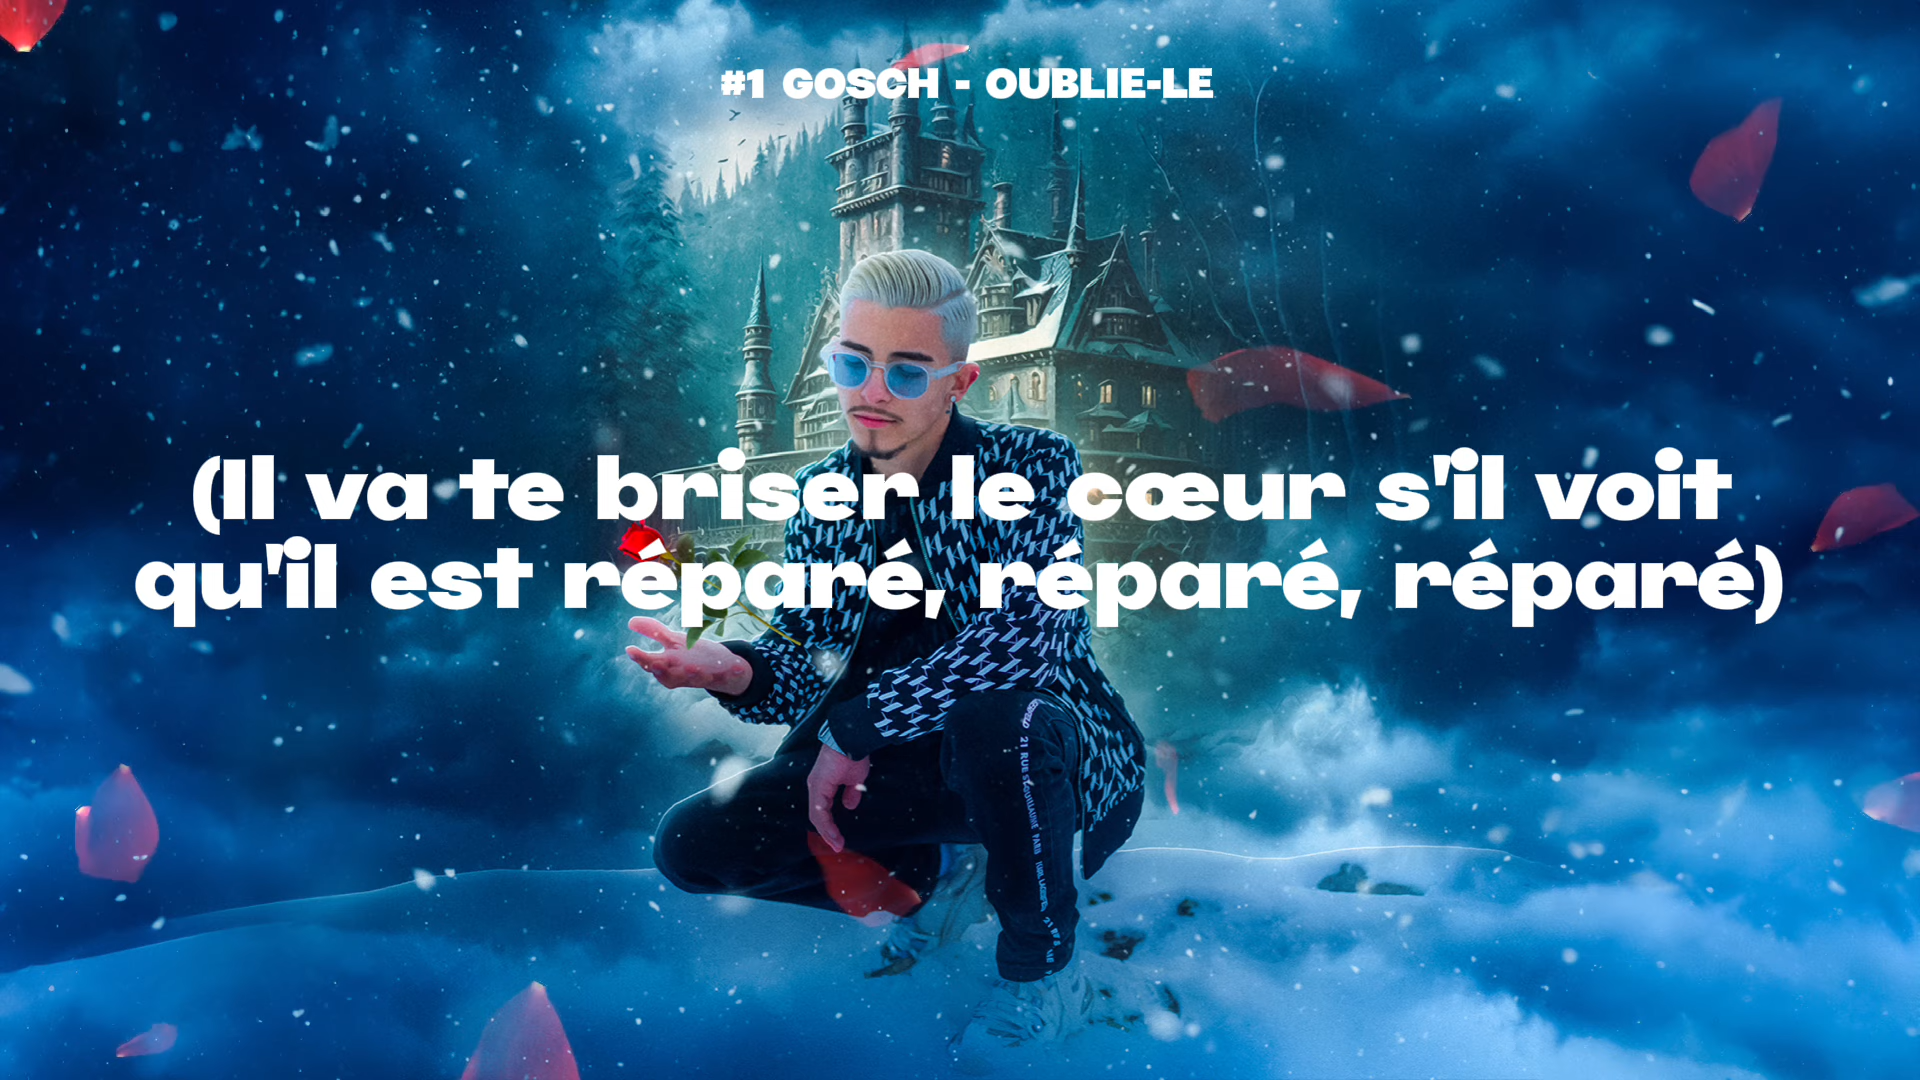 #1 GOSCH - OUBLIE-LE
(Il va te briser le cœur s'il voit
qu'il est réparé, réparé, réparé)